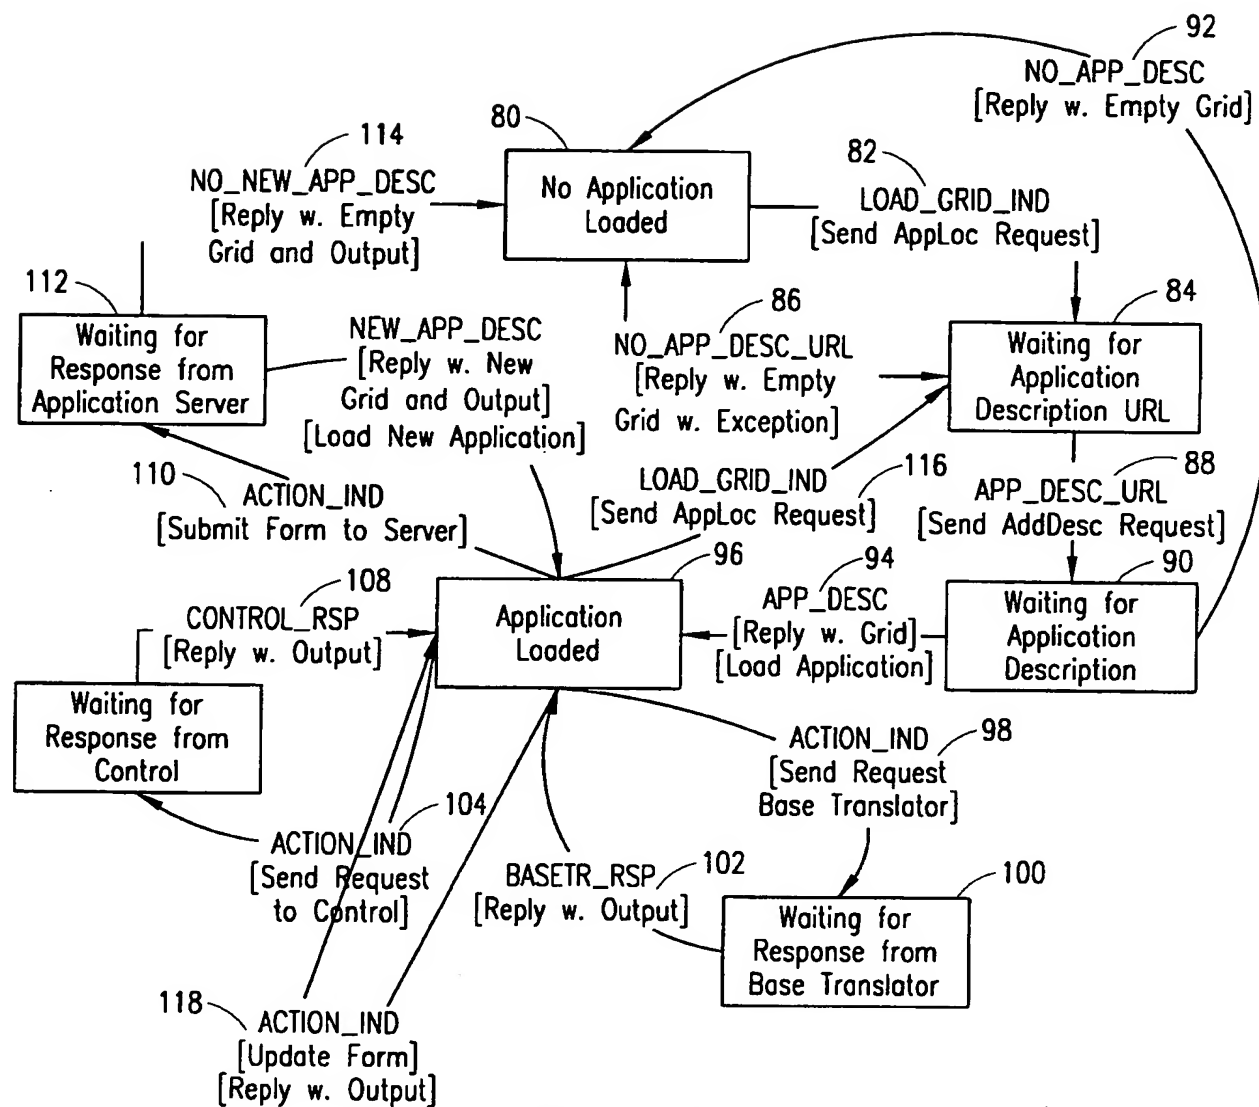 92
NO_APP_DESC
[Reply w. Empty Grid]
114
80
82
NO_NEW_APP_DESC
[Reply w. Empty
Grid and Output]
No Application
Loaded
LOAD_GRID_IND
[Send AppLoc Request]
112
86
84
Waiting for
Response from
Application Server
NEW_APP_DESC
[Reply w. New
Grid and Output]
[Load New Application]
NO_APP_DESC_URL
[Reply w. Empty
Grid w. Exception]
Waiting for
Application
Description URL
110
ACTION_IND
[Submit Form to Server]
LOAD_GRID_IND
[Send AppLoc Request]
116
88
APP_DESC_URL
[Send AddDesc Request]
108
96
94
90
CONTROL_RSP
[Reply w. Output]
Application
Loaded
APP_DESC
[Reply w. Grid]
[Load Application]
Waiting for
Application
Description
Waiting for
Response from
Control
ACTION_IND
[Send Request
Base Translator]
98
104
ACTION_IND
[Send Request
to Control]
BASETR_RSP
[Reply w. Output]
102
100
Waiting for
Response from
Base Translator
118
ACTION_IND
[Update Form]
[Reply w. Output]